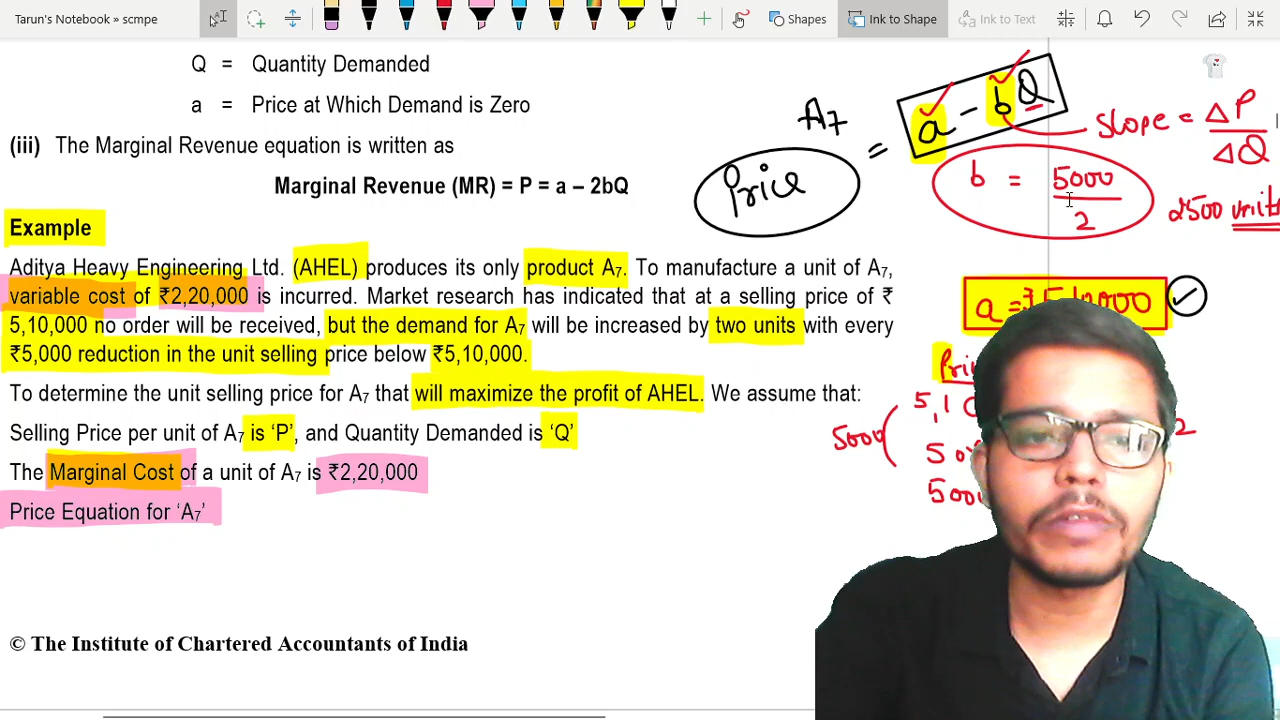 Tarun's Notebook » scmpe
Shapes
Ink to Shape
Ink to Text
Q = Quantity Demanded
a = Price at Which Demand is Zero
(iii) The Marginal Revenue equation is written as
Marginal Revenue (MR) = P = a – 2bQ
Example
Aditya Heavy Engineering Ltd. (AHEL) produces its only product A7. To manufacture a unit of A7,
variable cost of ₹2,20,000 is incurred. Market research has indicated that at a selling price of ₹
5,10,000 no order will be received, but the demand for A7 will be increased by two units with every
₹5,000 reduction in the unit selling price below ₹5,10,000.
To determine the unit selling price for A7 that will maximize the profit of AHEL. We assume that:
Selling Price per unit of A7 is 'P', and Quantity Demanded is 'Q'
The Marginal Cost of a unit of A7 is ₹2,20,000
Price Equation for 'A7'
© The Institute of Chartered Accountants of India
A7
Price = a – bQ
Slope = ΔP
ΔQ
b = 5000
2
2500 units
a =
5000
2